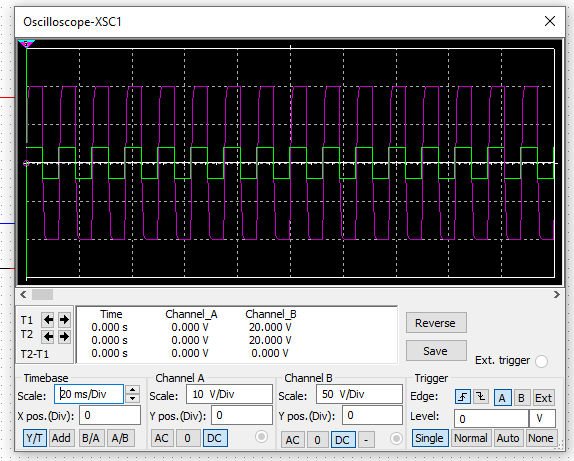 Oscilloscope-XSC1
Time Channel_A Channel_B
T1 0.000 s 0.000 V 20.000 V
T2 0.000 s 0.000 V 20.000 V
T2-T1 0.000 s 0.000 V 0.000 V
Reverse
Save
Ext. trigger
Timebase Channel A Channel B Trigger
Scale: 20 ms/Div Scale: 10 V/Div Scale: 50 V/Div Edge: A B Ext
X pos.(Div): 0 Y pos.(Div): 0 Y pos.(Div): 0 Level: 0 V
Y/T Add B/A A/B AC 0 DC AC 0 DC - Single Normal Auto None